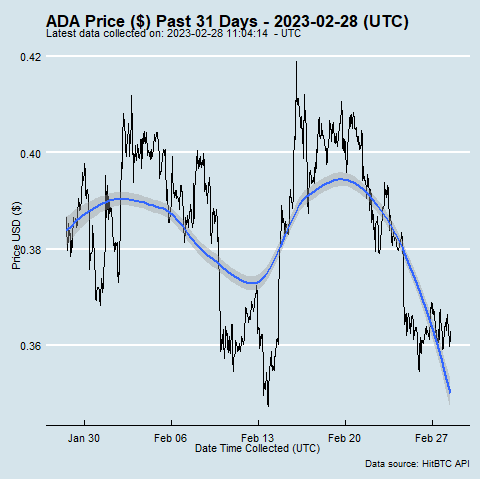 ADA Price ($) Past 31 Days - 2023-02-28 (UTC)
Latest data collected on: 2023-02-28 11:04:14 - UTC
0.42
0.40
0.38
0.36
Price USD ($)
Jan 30
Feb 06
Feb 13
Feb 20
Feb 27
Date Time Collected (UTC)
Data source: HitBTC API